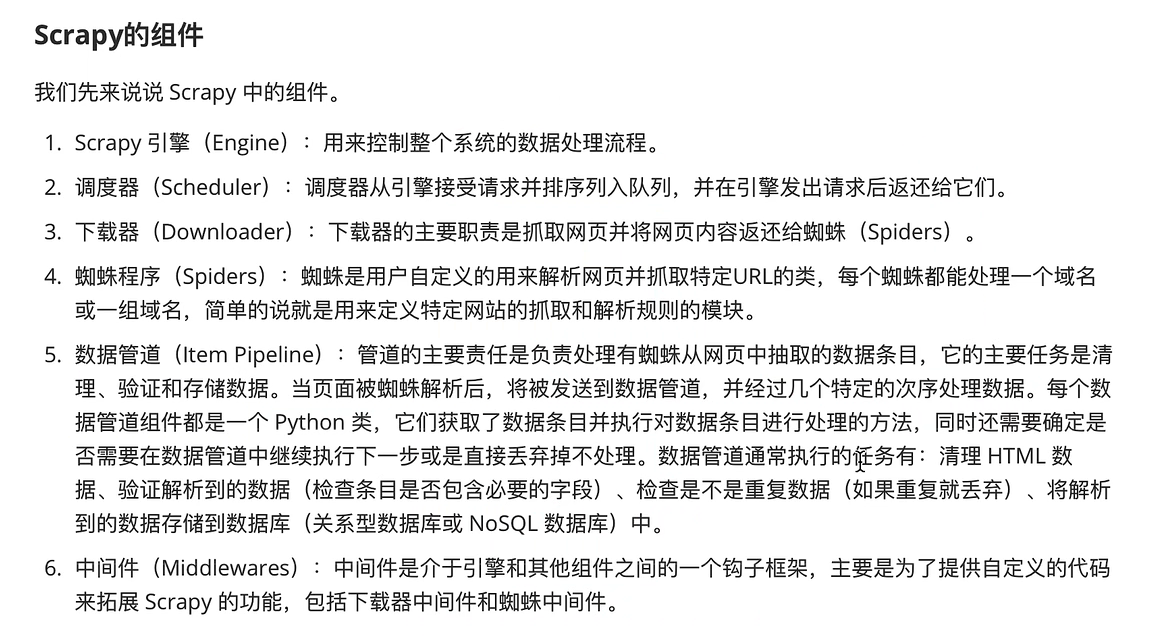 Scrapy的组件
我们先来说说 Scrapy 中的组件。
1. Scrapy 引擎（Engine）：用来控制整个系统的数据处理流程。
2. 调度器（Scheduler）：调度器从引擎接受请求并排序列入队列，并在引擎发出请求后返还给它们。
3. 下载器（Downloader）：下载器的主要职责是抓取网页并将网页内容返还给蜘蛛（Spiders）。
4. 蜘蛛程序（Spiders）：蜘蛛是用户自定义的用来解析网页并抓取特定URL的类，每个蜘蛛都能处理一个域名
或一组域名，简单的说就是用来定义特定网站的抓取和解析规则的模块。
5. 数据管道（Item Pipeline）：管道的主要责任是负责处理有蜘蛛从网页中抽取的数据条目，它的主要任务是清
理、验证和存储数据。当页面被蜘蛛解析后，将被发送到数据管道，并经过几个特定的次序处理数据。每个数
据管道组件都是一个 Python 类，它们获取了数据条目并执行对数据条目进行处理的方法，同时还需要确定是
否需要在数据管道中继续执行下一步或是直接丢弃掉不处理。数据管道通常执行的任务有：清理 HTML 数
据、验证解析到的数据（检查条目是否包含必要的字段）、检查是不是重复数据（如果重复就丢弃）、将解析
到的数据存储到数据库（关系型数据库或 NoSQL 数据库）中。
6. 中间件（Middlewares）：中间件是介于引擎和其他组件之间的一个钩子框架，主要是为了提供自定义的代码
来拓展 Scrapy 的功能，包括下载器中间件和蜘蛛中间件。